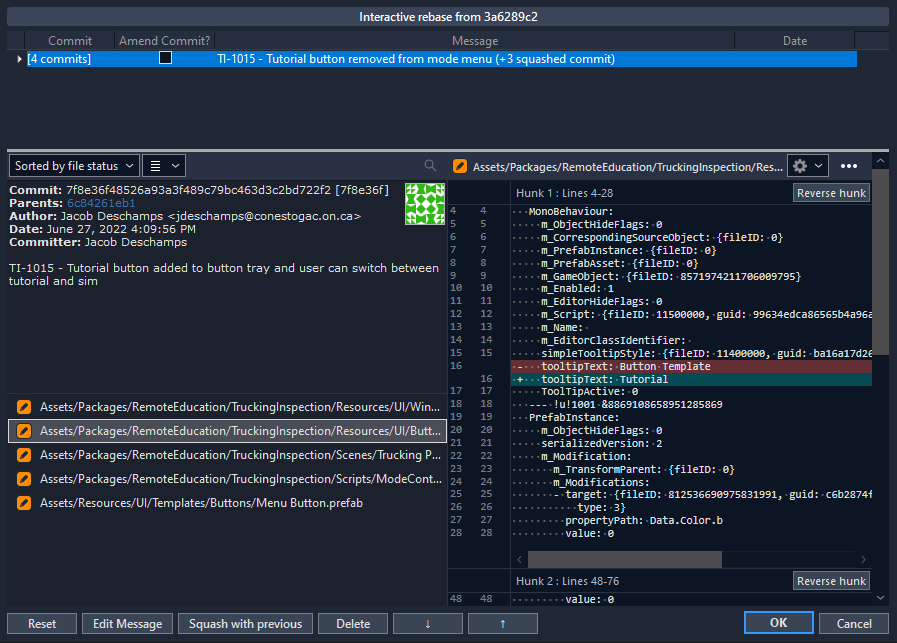 Interactive rebase from 3a6289c2
Commit Amend Commit? Message Date
[4 commits] TI-1015 - Tutorial button removed from mode menu (+3 squashed commit)
Sorted by file status
Assets/Packages/RemoteEducation/TruckingInspection/Res...
Commit: 7f8e36f48526a93a3f489c79bc463d3c2bd722f2 [7f8e36f]
Parents: 6c84261eb1
Author: Jacob Deschamps <jdeschamps@conestogac.on.ca>
Date: June 27, 2022 4:09:56 PM
Committer: Jacob Deschamps
TI-1015 - Tutorial button added to button tray and user can switch between
tutorial and sim
Assets/Packages/RemoteEducation/TruckingInspection/Resources/UI/Win...
Assets/Packages/RemoteEducation/TruckingInspection/Resources/UI/Butt...
Assets/Packages/RemoteEducation/TruckingInspection/Scenes/Trucking P...
Assets/Packages/RemoteEducation/TruckingInspection/Scripts/ModeCont...
Assets/Resources/UI/Templates/Buttons/Menu Button.prefab
Hunk 1 : Lines 4-28 Reverse hunk
4 4 MonoBehaviour:
5 5 m_ObjectHideFlags: 0
6 6 m_CorrespondingSourceObject: {fileID: 0}
7 7 m_PrefabInstance: {fileID: 0}
8 8 m_PrefabAsset: {fileID: 0}
9 9 m_GameObject: {fileID: 8571974211706009795}
10 10 m_Enabled: 1
11 11 m_EditorHideFlags: 0
12 12 m_Script: {fileID: 11500000, guid: 99634edca86565b4a96a
13 13 m_Name:
14 14 m_EditorClassIdentifier:
15 15 simpleTooltipStyle: {fileID: 11400000, guid: ba16a17d26
16 - tooltipText: Button Template
16 + tooltipText: Tutorial
17 17 ToolTipActive: 0
18 18 --- !u!1001 &8869108658951285869
19 19 PrefabInstance:
20 20 m_ObjectHideFlags: 0
21 21 serializedVersion: 2
22 22 m_Modification:
23 23 m_TransformParent: {fileID: 0}
24 24 m_Modifications:
25 25 - target: {fileID: 812536690975831991, guid: c6b2874f
26 26 type: 3}
27 27 propertyPath: Data.Color.b
28 28 value: 0
Hunk 2 : Lines 48-76 Reverse hunk
48 48 value: 0
Reset Edit Message Squash with previous Delete ↓ ↑ OK Cancel